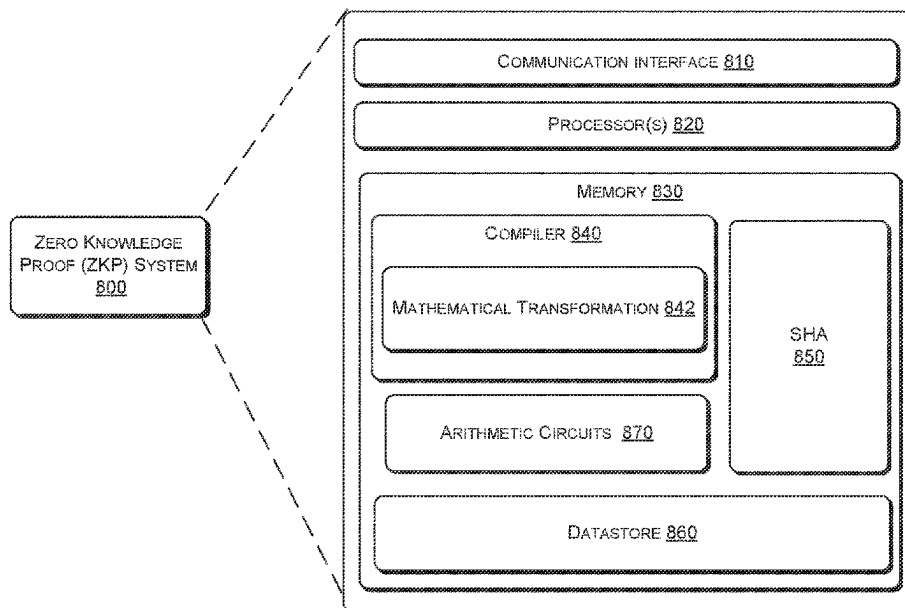 COMMUNICATION INTERFACE 810
PROCESSOR(S) 820
MEMORY 830
COMPILER 840
MATHEMATICAL TRANSFORMATION 842
SHA
850
ARITHMETIC CIRCUITS 870
DATASTORE 860
ZERO KNOWLEDGE
PROOF (ZKP) SYSTEM
800